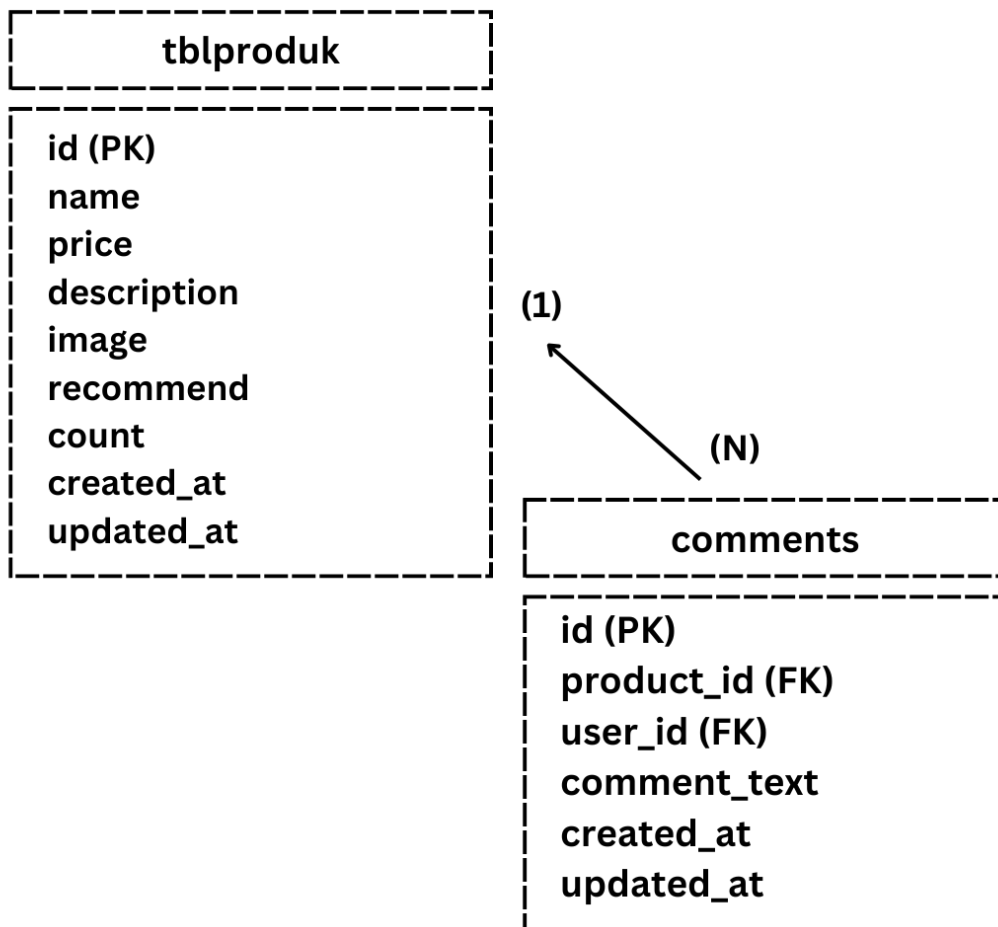 tblproduk
id (PK)
name
price
description
image
recommend
count
created_at
updated_at
(1)
(N)
comments
id (PK)
product_id (FK)
user_id (FK)
comment_text
created_at
updated_at